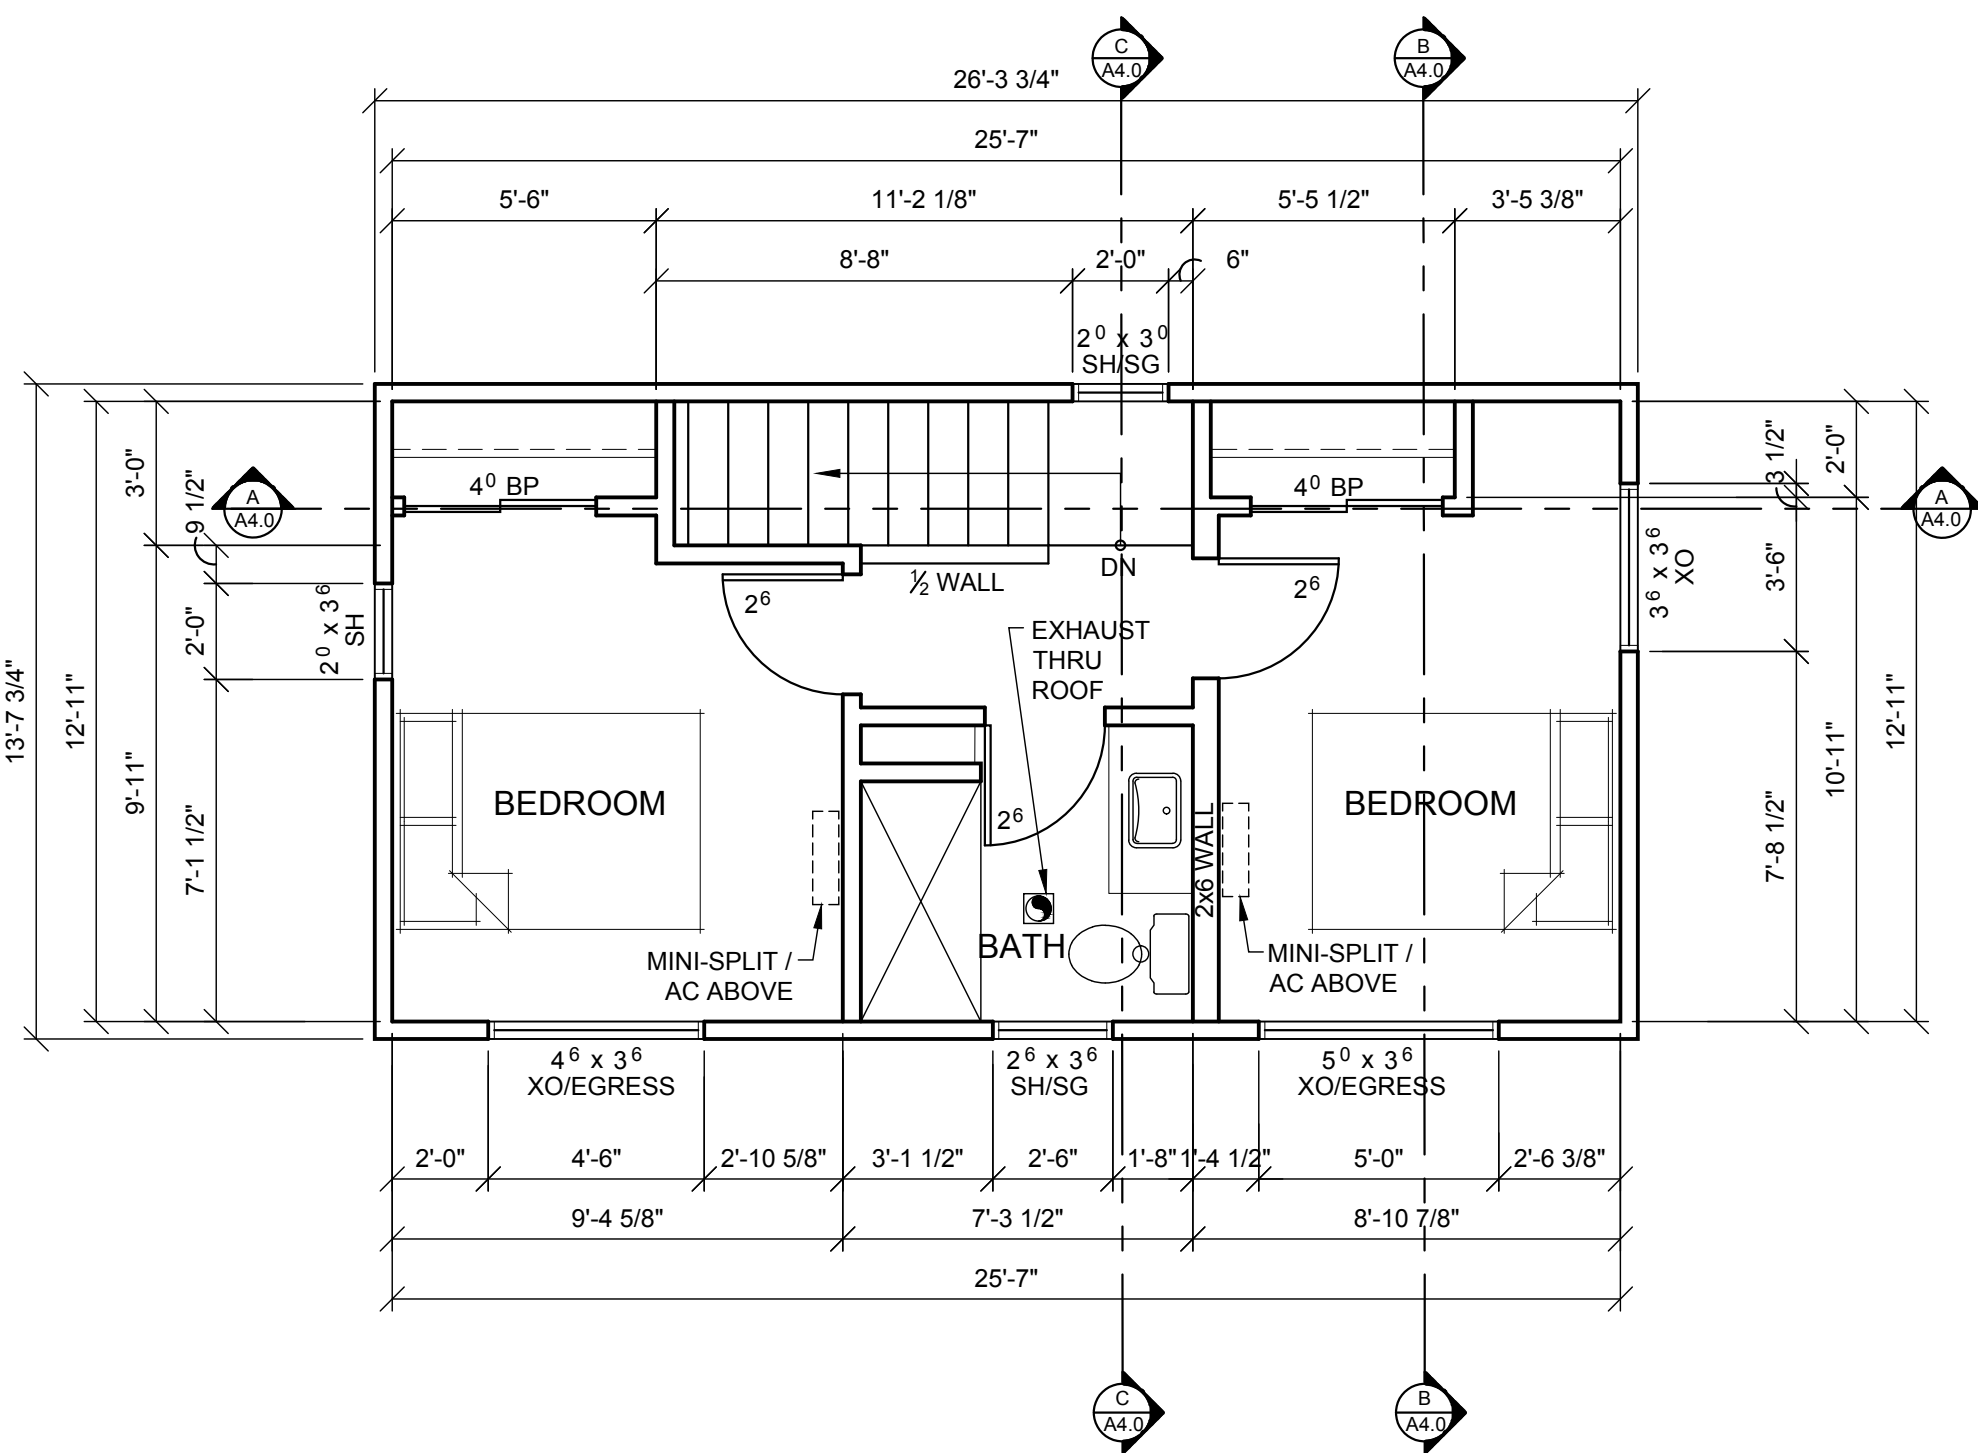 C
A4.0
B
A4.0
26'-3 3/4"
25'-7"
5'-6"
11'-2 1/8"
5'-5 1/2"
3'-5 3/8"
8'-8"
2'-0"
6"
2⁰ x 3⁰
SH/SG
3'-0"
9 1/2"
A
A4.0
4⁰ BP
4⁰ BP
3 1/2"
2'-0"
A
A4.0
DN
½ WALL
2⁶
2⁶
2⁰ x 3⁶
SH
2'-0"
3⁶ x 3⁶
XO
3'-6"
EXHAUST
THRU
ROOF
13'-7 3/4"
12'-11"
9'-11"
7'-1 1/2"
BEDROOM
2⁶
2x6 WALL
BEDROOM
7'-8 1/2"
10'-11"
12'-11"
BATH
MINI-SPLIT /
AC ABOVE
MINI-SPLIT /
AC ABOVE
4⁶ x 3⁶
XO/EGRESS
2⁶ x 3⁶
SH/SG
5⁰ x 3⁶
XO/EGRESS
2'-0"
4'-6"
2'-10 5/8"
3'-1 1/2"
2'-6"
1'-8"
1'-4 1/2"
5'-0"
2'-6 3/8"
9'-4 5/8"
7'-3 1/2"
8'-10 7/8"
25'-7"
C
A4.0
B
A4.0